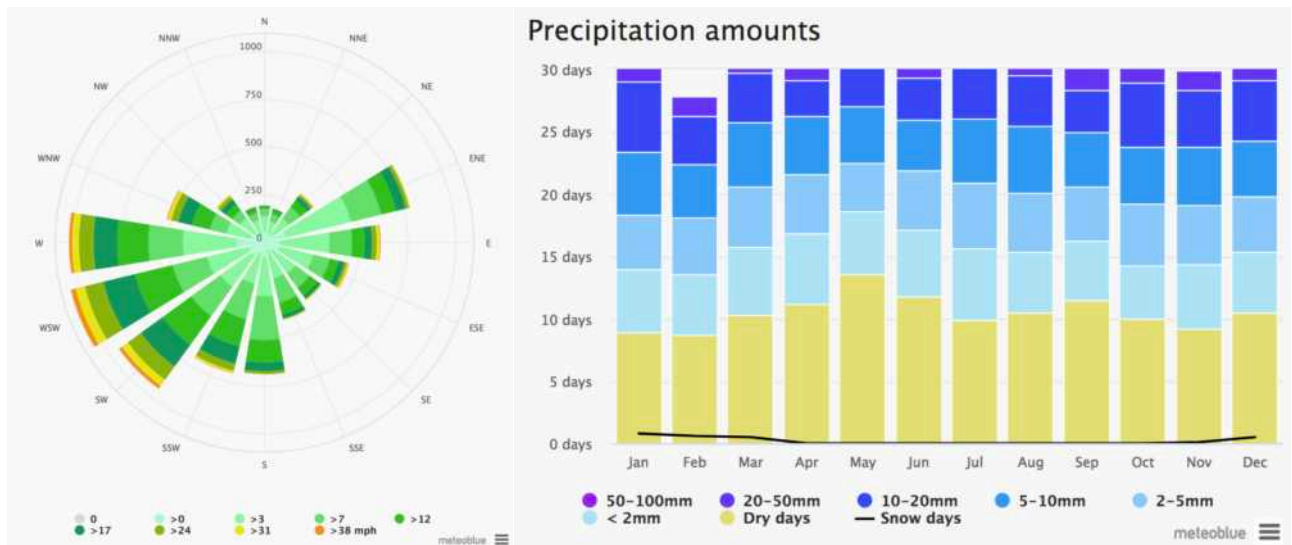 N
NNW
NNE
1000
NW
NE
750
500
WNW
ENE
250
W
0
E
WSW
ESE
SW
SE
SSW
SSE
S
0 >0 >3 >7 >12
>17 >24 >31 >38 mph
meteoblue
Precipitation amounts
30 days
25 days
20 days
15 days
10 days
5 days
0 days
Jan Feb Mar Apr May Jun Jul Aug Sep Oct Nov Dec
50-100mm 20-50mm 10-20mm 5-10mm 2-5mm
< 2mm Dry days Snow days
meteoblue